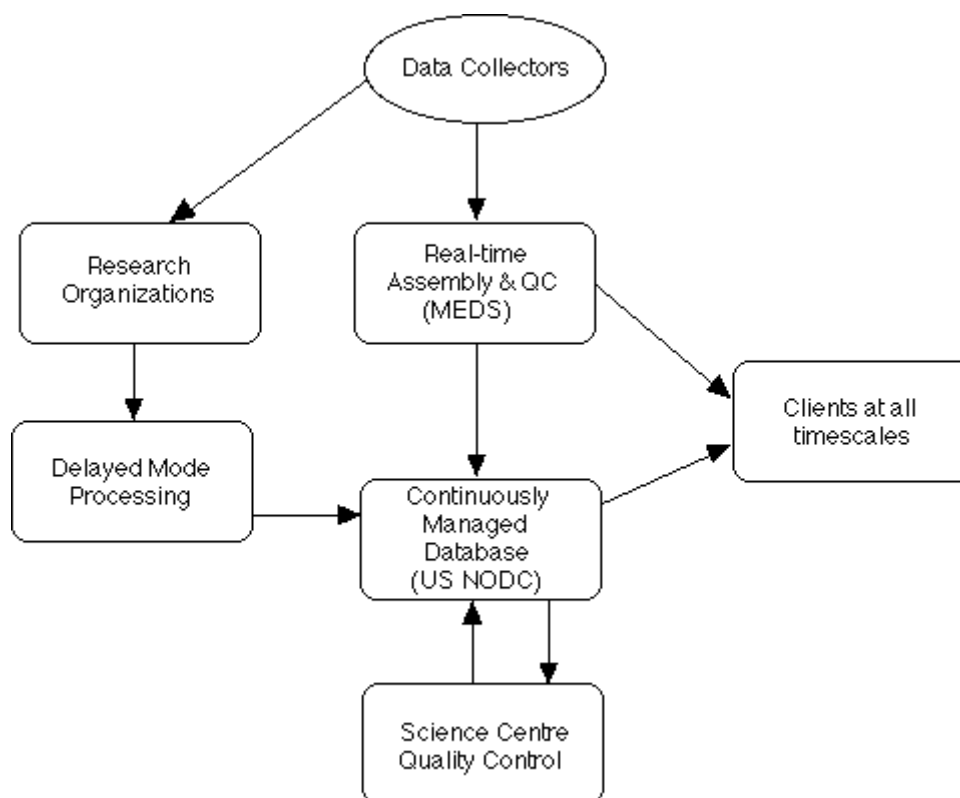 Data Collectors
Research
Organizations
Real-time
Assembly & QC
(MEDS)
Clients at all
timescales
Delayed Mode
Processing
Continuously
Managed
Database
(US NODC)
Science Centre
Quality Control